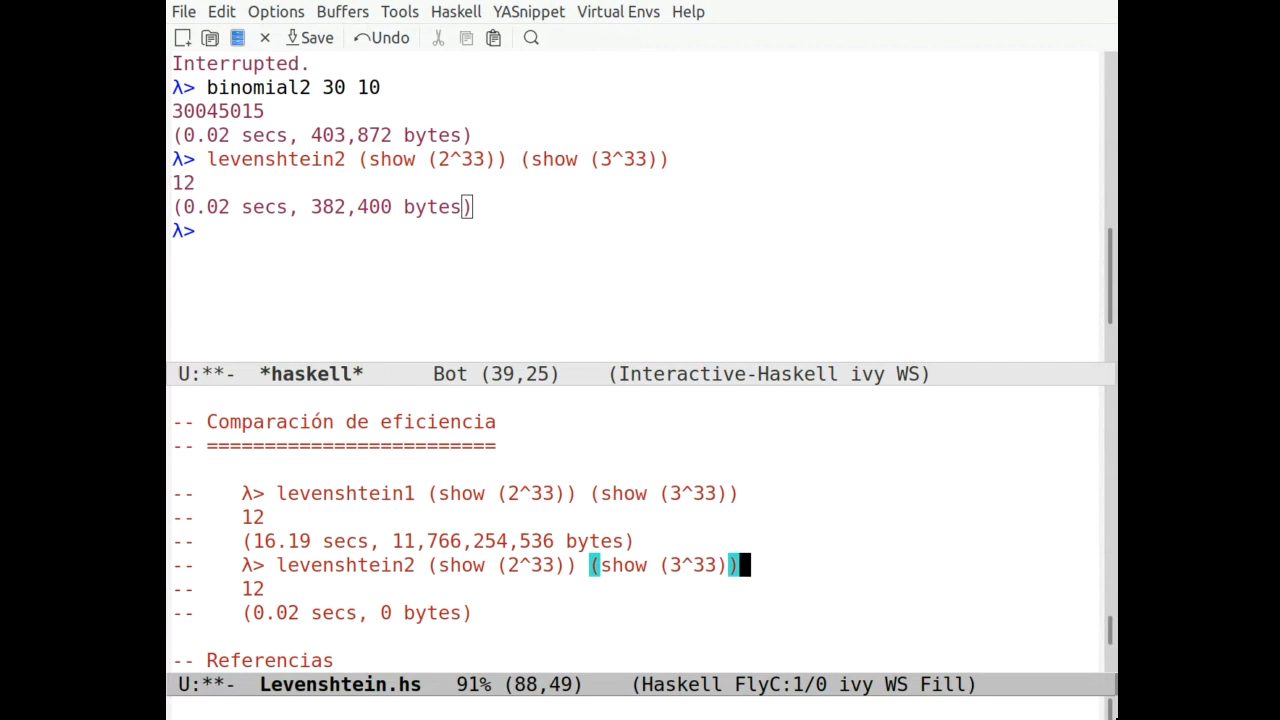 File Edit Options Buffers Tools Haskell YASnippet Virtual Envs Help
Save Undo
Interrupted.
λ> binomial2 30 10
30045015
(0.02 secs, 403,872 bytes)
λ> levenshtein2 (show (2^33)) (show (3^33))
12
(0.02 secs, 382,400 bytes)
λ>
U:**- *haskell* Bot (39,25) (Interactive-Haskell ivy WS)
-- Comparación de eficiencia
-- =========================
-- λ> levenshtein1 (show (2^33)) (show (3^33))
-- 12
-- (16.19 secs, 11,766,254,536 bytes)
-- λ> levenshtein2 (show (2^33)) (show (3^33))
-- 12
-- (0.02 secs, 0 bytes)
-- Referencias
U:**- Levenshtein.hs 91% (88,49) (Haskell FlyC:1/0 ivy WS Fill)